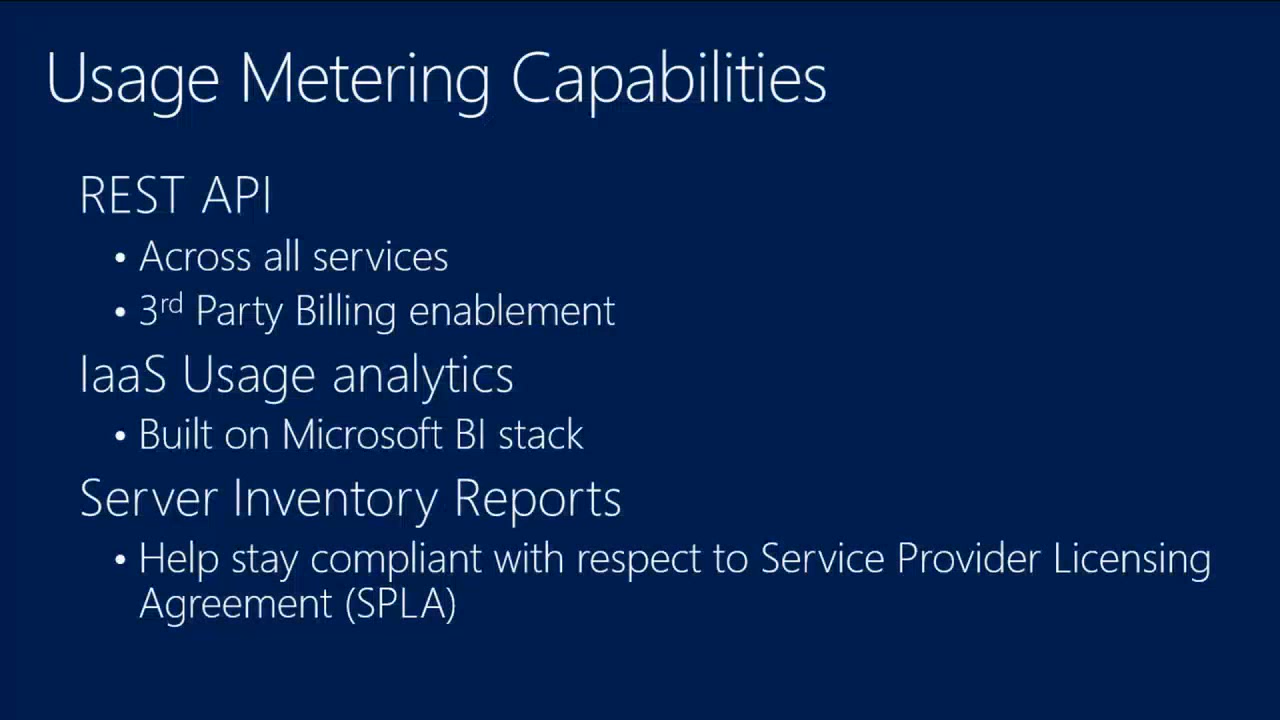 Usage Metering Capabilities
REST API
• Across all services
• 3rd Party Billing enablement
IaaS Usage analytics
• Built on Microsoft BI stack
Server Inventory Reports
• Help stay compliant with respect to Service Provider Licensing
Agreement (SPLA)